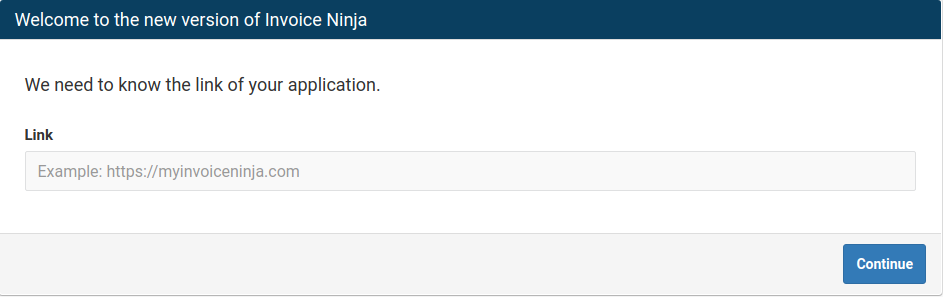 Welcome to the new version of Invoice Ninja
We need to know the link of your application.
Link
Example: https://myinvoiceninja.com
Continue